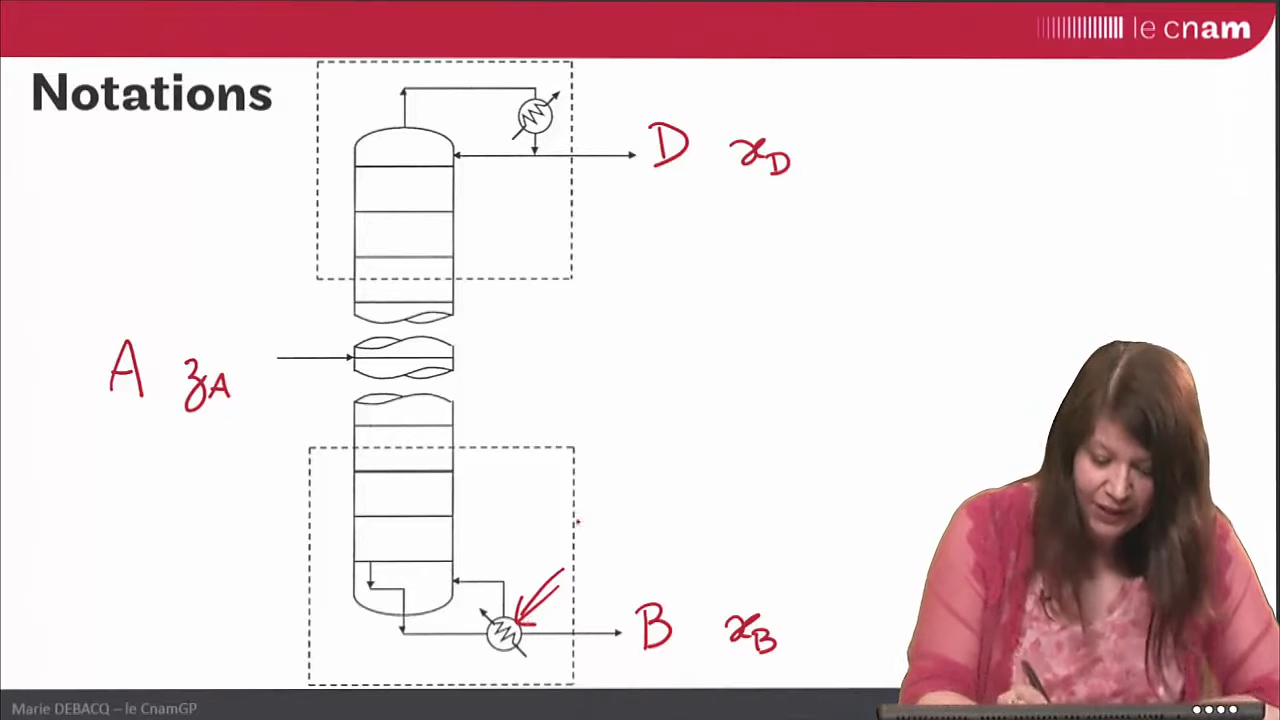 le cnam
Notations
D x_D
A z_A
B x_B
Marie DEBACQ – le CnamGP